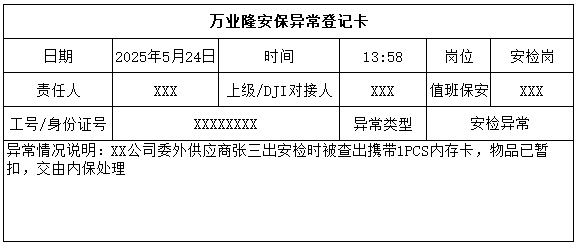 万业隆安保异常登记卡
日期 2025年5月24日 时间 13:58 岗位 安检岗
责任人 XXX 上级/DJI对接人 XXX 值班保安 XXX
工号/身份证号 XXXXXXXX 异常类型 安检异常
异常情况说明：XX公司委外供应商张三出安检时被查出携带1PCS内存卡，物品已暂
扣，交由内保处理